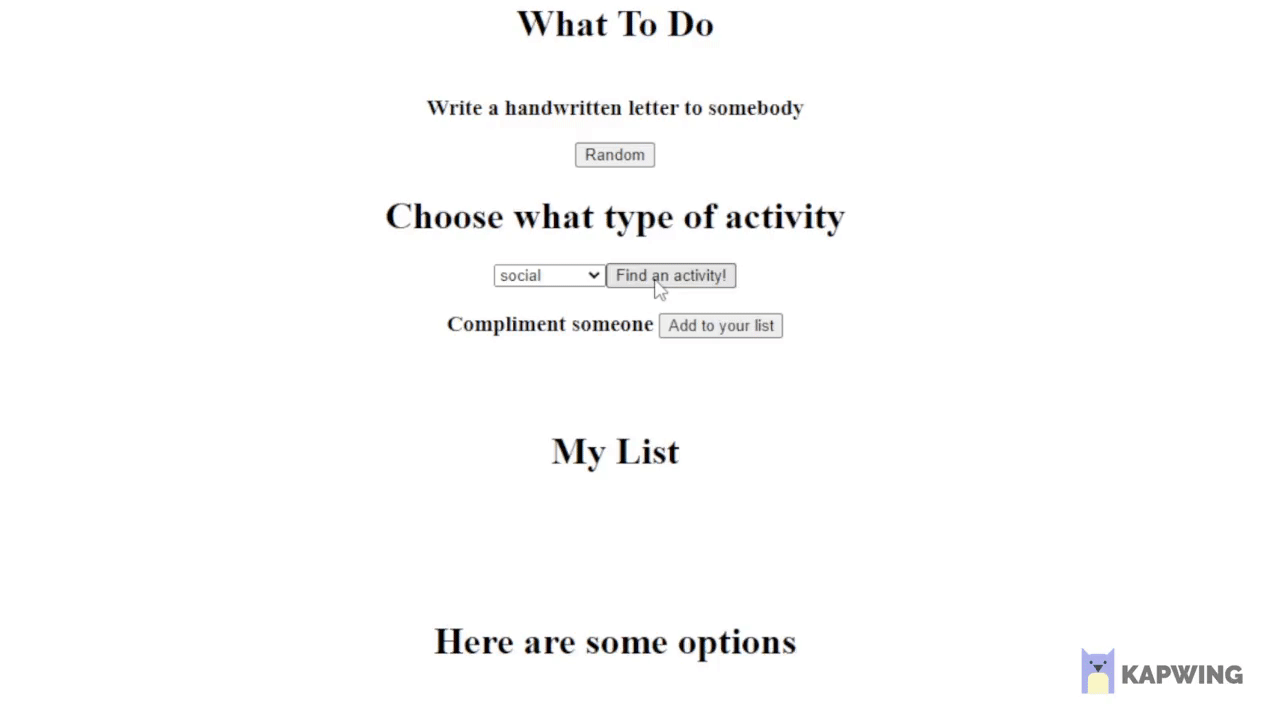 What To Do
Write a handwritten letter to somebody
Random
Choose what type of activity
social Find an activity!
Compliment someone Add to your list
My List
Here are some options
KAPWING